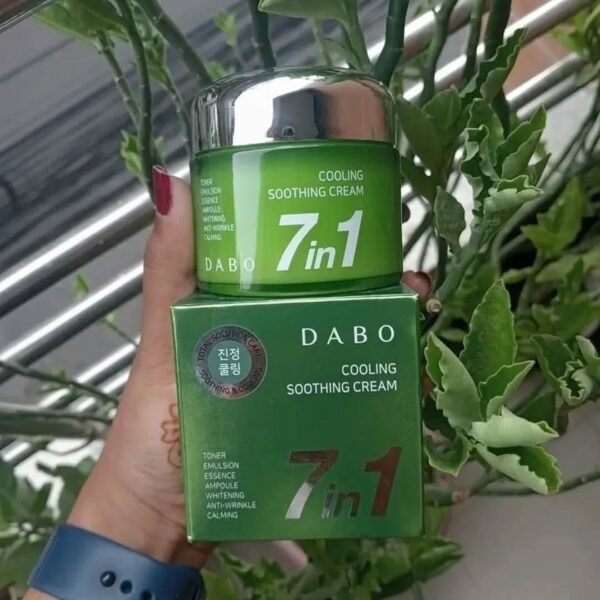 COOLING
SOOTHING CREAM
TONER
EMULSION
ESSENCE
AMPOULE
WHITENING
ANTI-WRINKLE
CALMING
7in1
DABO
DABO
COOLING
SOOTHING CREAM
TOTAL SOLUTION CARE
진정
쿨링
SOOTHING & COOLING
TONER
EMULSION
ESSENCE
AMPOULE
WHITENING
ANTI-WRINKLE
CALMING
7in1